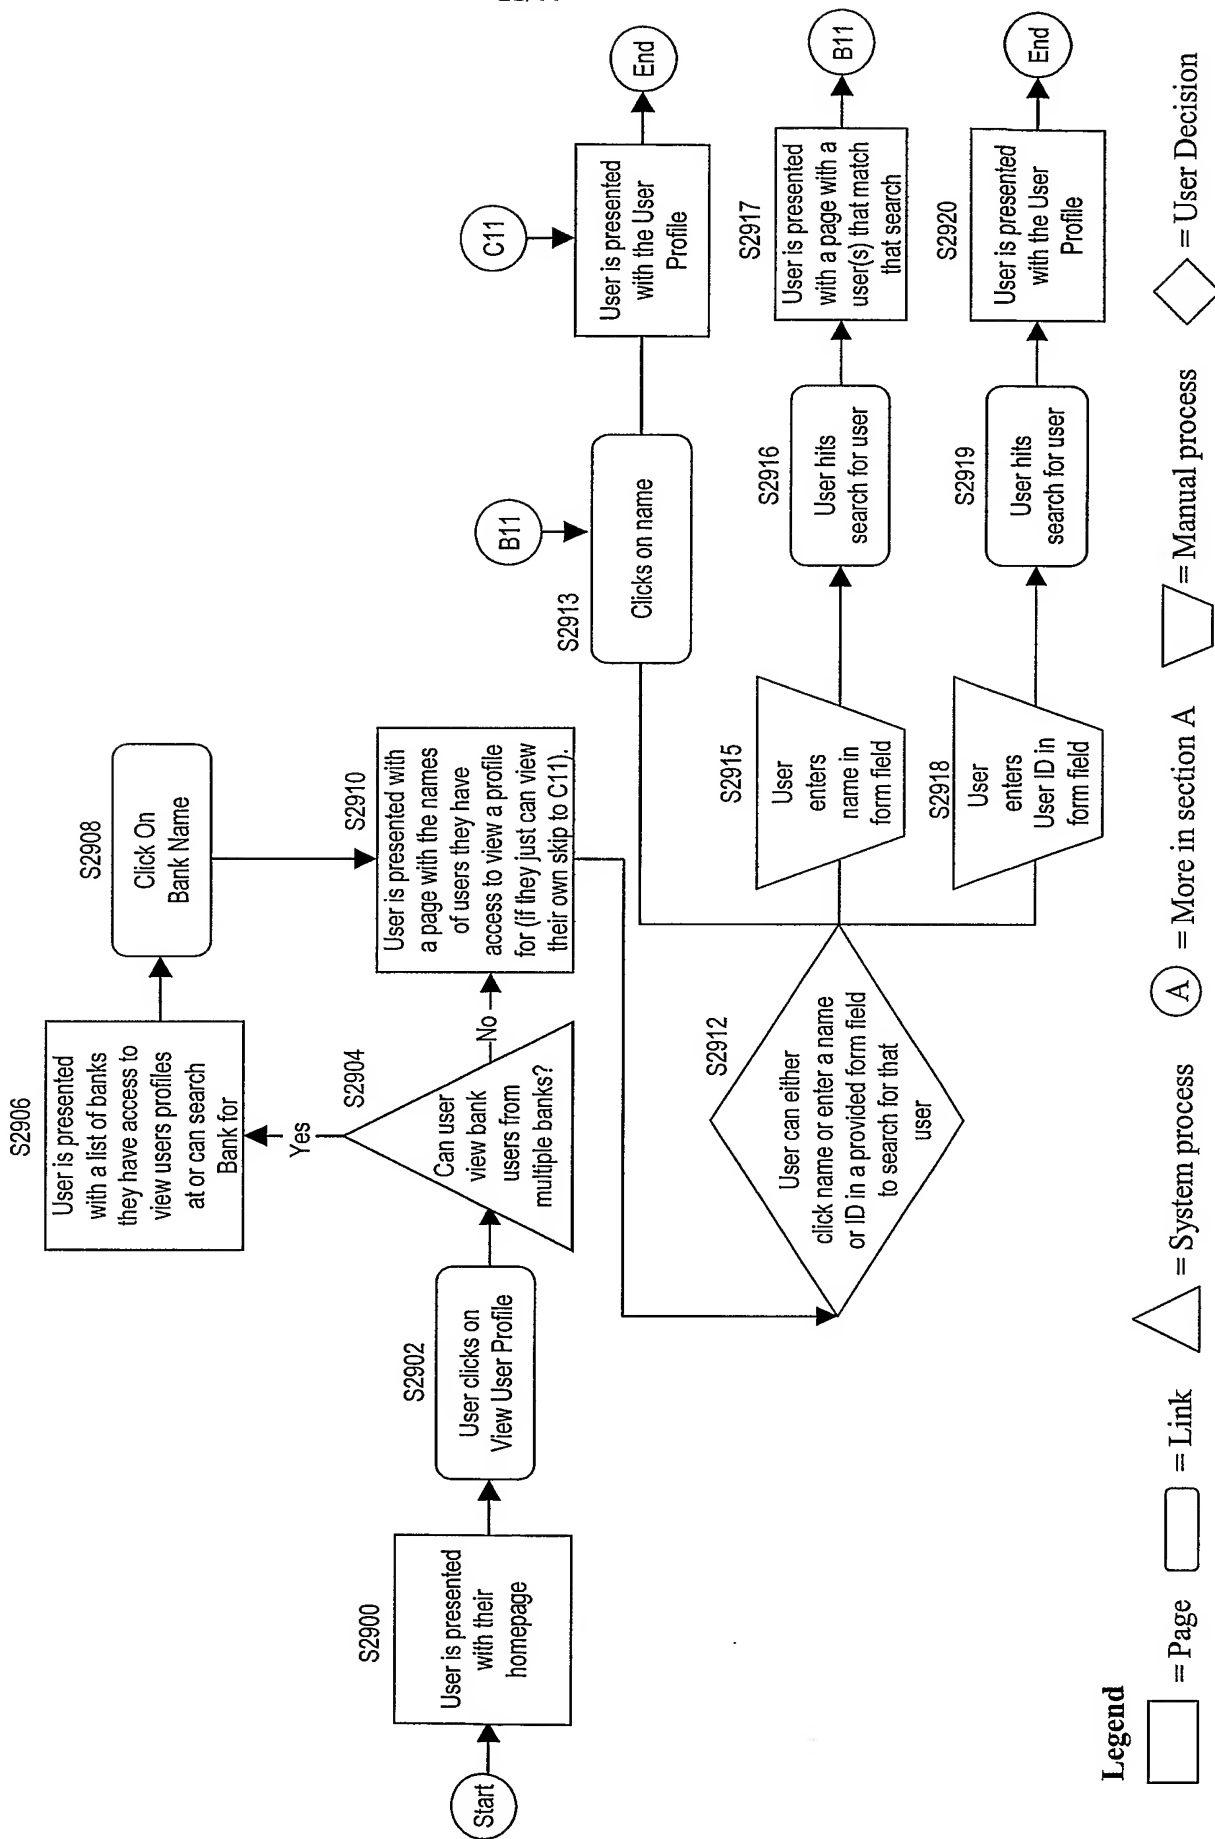 S2906
User is presented
with a list of banks
they have access to
view users profiles
at or can search
Bank for
S2908
Click On
Bank Name
Yes
S2900
User is presented
with their
homepage
Start
S2902
User clicks on
View User Profile
S2904
Can user
view bank
users from
multiple banks?
No
S2910
User is presented with
a page with the names
of users they have
access to view a profile
for (if they just can view
their own skip to C11).
B11
C11
S2913
Clicks on name
User is presented
with the User
Profile
End
S2912
User can either
click name or enter a name
or ID in a provided form field
to search for that
user
S2915
User
enters
name in
form field
S2916
User hits
search for user
S2917
User is presented
with a page with a
user(s) that match
that search
B11
S2918
User
enters
User ID in
form field
S2919
User hits
search for user
S2920
User is presented
with the User
Profile
End
Legend
= Page
= Link
= System process
A
= More in section A
= Manual process
= User Decision